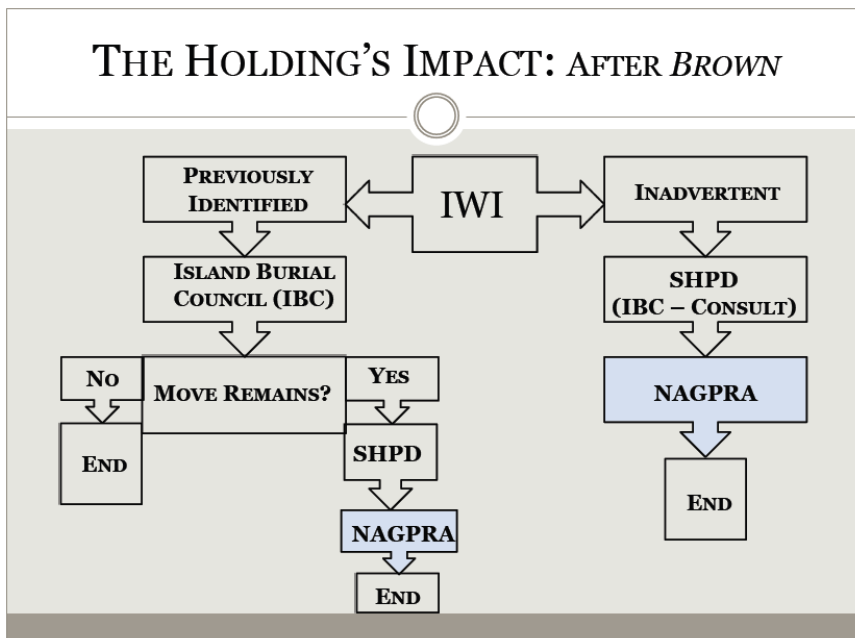 THE HOLDING'S IMPACT: AFTER BROWN
PREVIOUSLY
IDENTIFIED
IWI
INADVERTENT
ISLAND BURIAL
COUNCIL (IBC)
SHPD
(IBC – CONSULT)
NO
MOVE REMAINS?
YES
NAGPRA
END
SHPD
END
NAGPRA
END